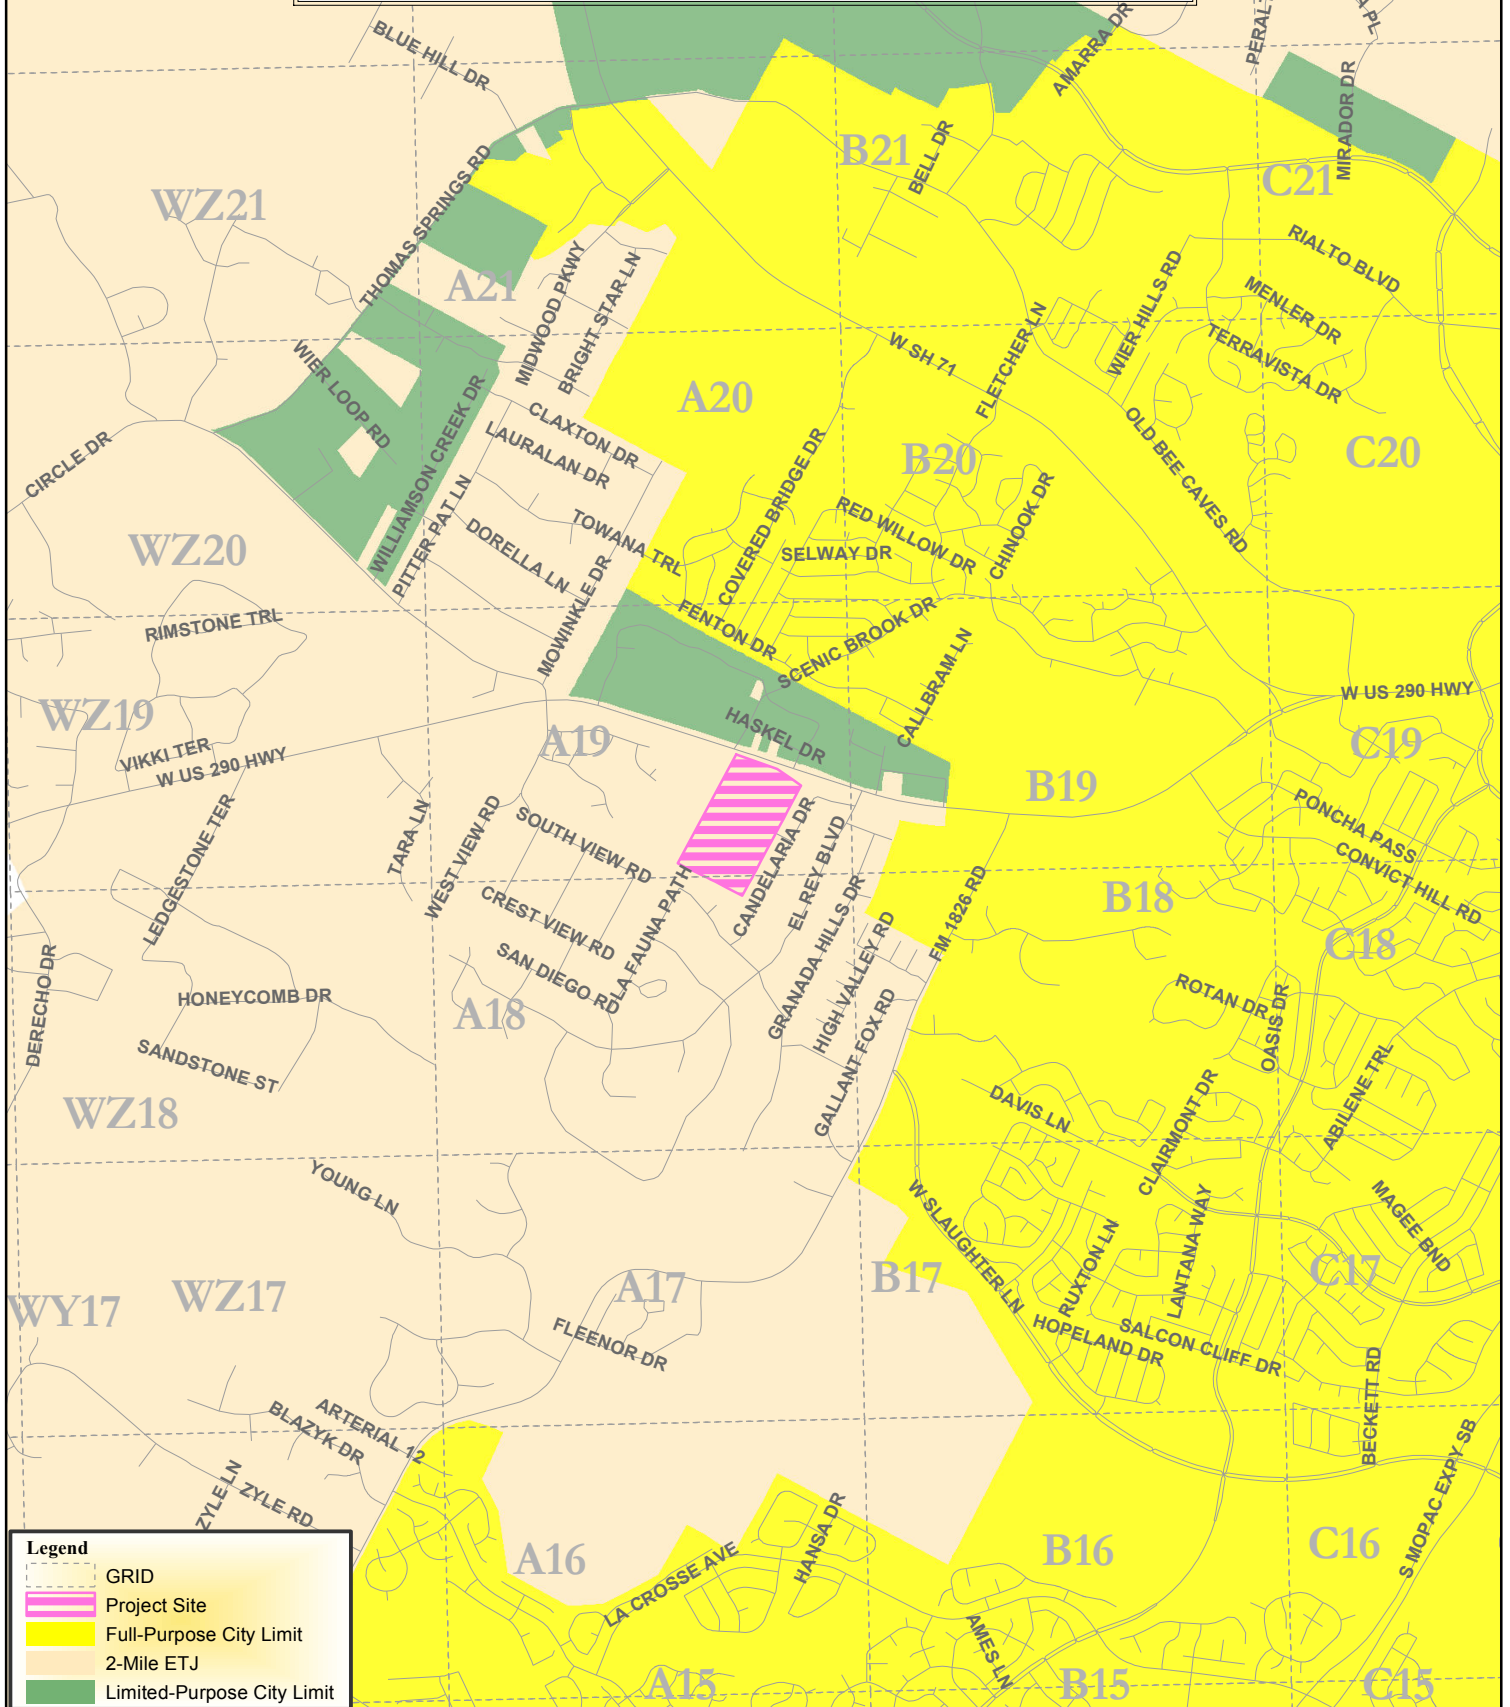 BLUE HILL DR
AMARRA DR
MIRADOR DR
B21
BELL DR
C21
WZ21
THOMAS SPRINGS RD
A21
MIDWOOD PKWY
BRIGHT STAR LN
RIALTO BLVD
WIER HILLS RD
MENLER DR
TERRAVISTA DR
FLETCHER LN
W SH 71
WIER LOOP RD
WILLIAMSON CREEK DR
A20
CLAXTON DR
LAURALAN DR
CIRCLE DR
PITTER PAT LN
COVERED BRIDGE DR
B20
OLD BEE CAVES RD
C20
RED WILLOW DR
CHINOOK DR
SELWAY DR
WZ20
DORELLA LN
TOWANA TRL
MOWINKLE DR
RIMSTONE TRL
FENTON DR
SCENIC BROOK DR
CALLBRAM LN
W US 290 HWY
WZ19
VIKKI TER
W US 290 HWY
A19
HASKEL DR
C19
B19
LEDGESTONE TER
TARA LN
WEST VIEW RD
SOUTH VIEW RD
CANDELARIA DR
EL REY BLVD
PONCHA PASS
CONVICT HILL RD
CREST VIEW RD
LA FAUNA PATH
GRANADA HILLS DR
FM 1826 RD
B18
HIGH VALLEY RD
C18
DERECHO DR
SAN DIEGO RD
HONEYCOMB DR
A18
ROTAN DR
OASIS DR
GALLANT FOX RD
SANDSTONE ST
WZ18
DAVIS LN
CLAIRMONT DR
ABILENE TRL
YOUNG LN
W SLAUGHTER LN
MAGEE BND
LANTANA WAY
RUXTON LN
WY17
WZ17
A17
B17
C17
FLEENOR DR
HOPELAND DR
SALCON CLIFF DR
BECKETT RD
ARTERIAL 12
BLAZYK DR
S MOPAC EXPY SB
ZYLE LN
ZYLE RD
A16
LA CROSSE AVE
HANSA DR
B16
C16
AMES LN
A15
B15
C15
Legend
GRID
Project Site
Full-Purpose City Limit
2-Mile ETJ
Limited-Purpose City Limit